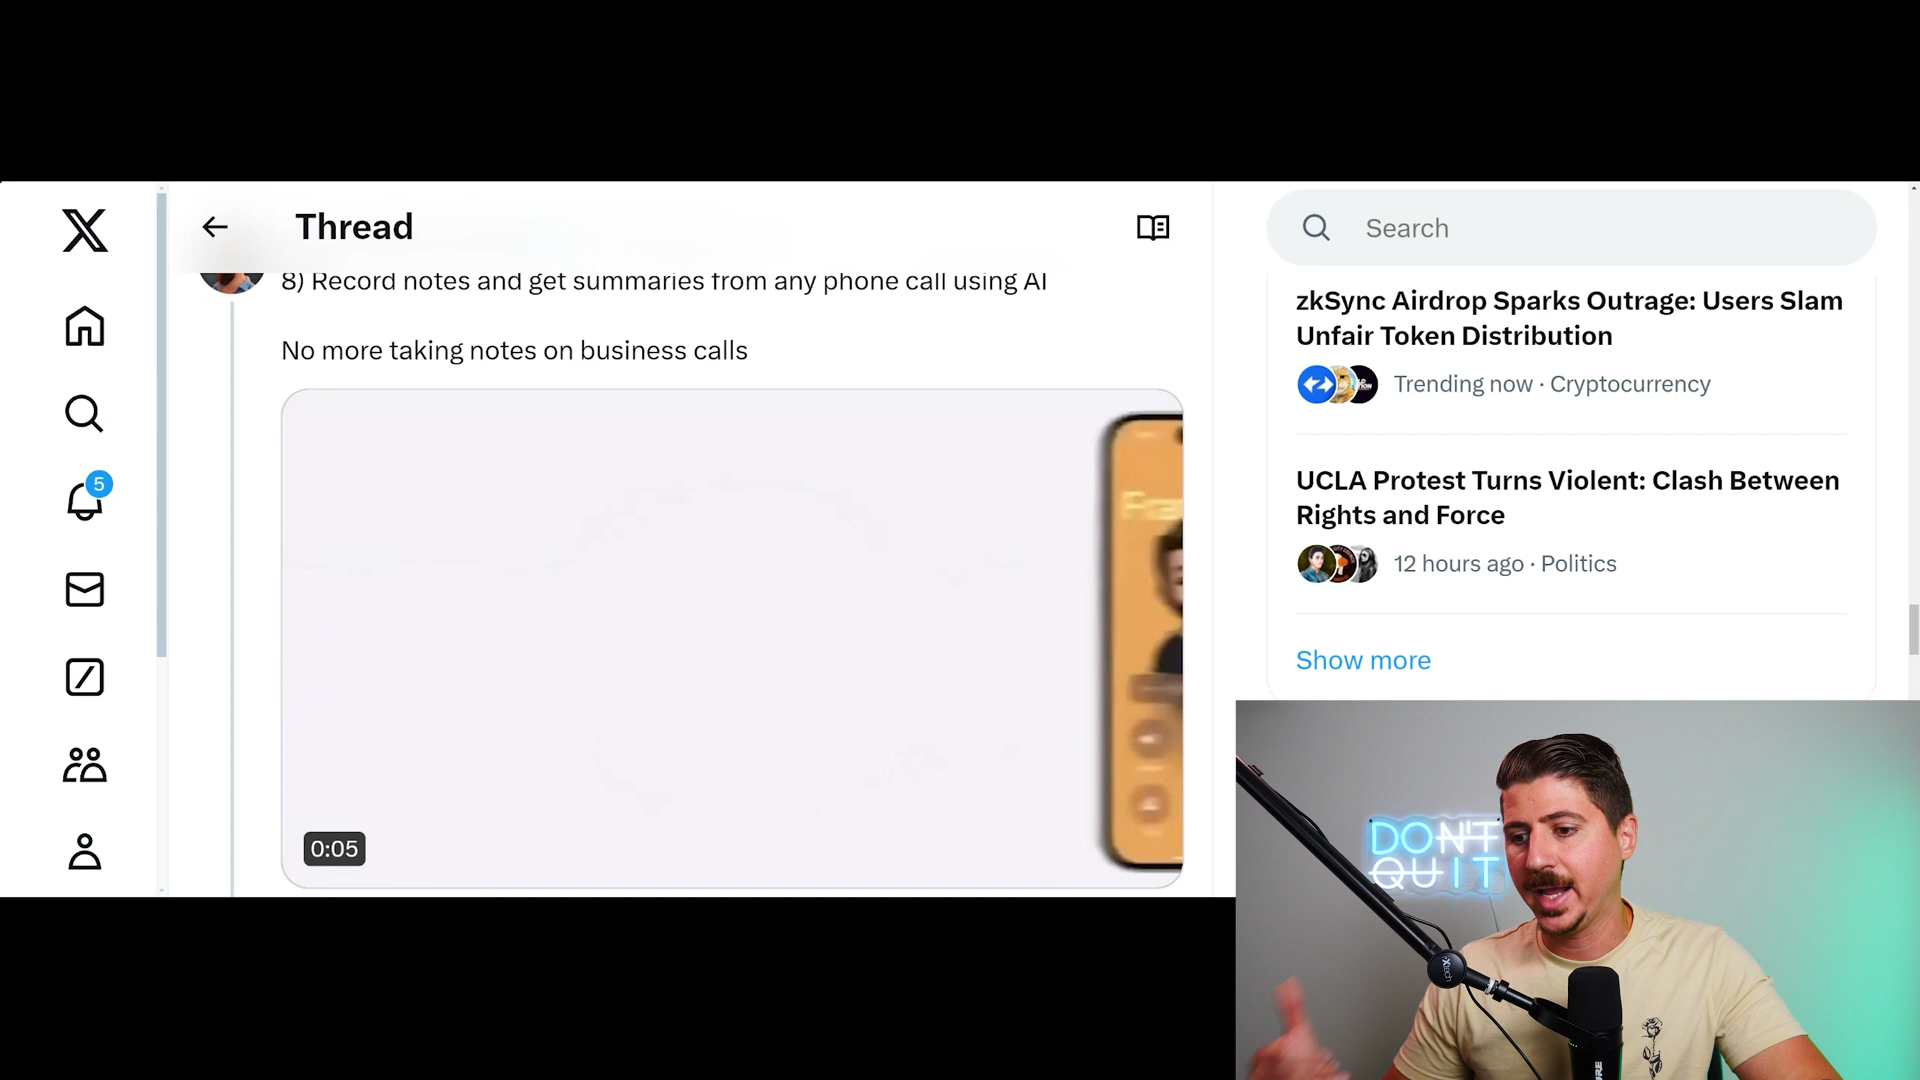 Thread
Search
8) Record notes and get summaries from any phone call using AI
No more taking notes on business calls
0:05
5
zkSync Airdrop Sparks Outrage: Users Slam
Unfair Token Distribution
Trending now · Cryptocurrency
UCLA Protest Turns Violent: Clash Between
Rights and Force
12 hours ago · Politics
Show more
DON'T
QUIT